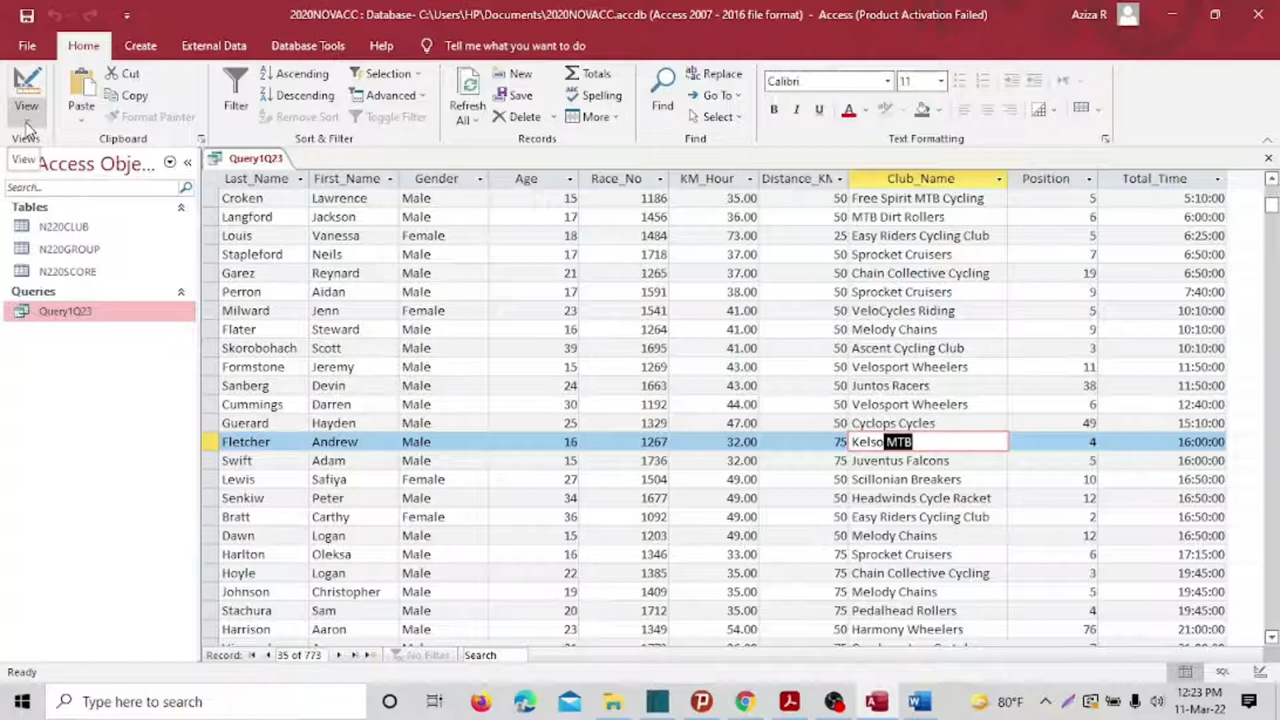 2020NOVACC : Database- C:\Users\HP\Documents\2020NOVACC.accdb (Access 2007 - 2016 file format) - Access (Product Activation Failed) Aziza R
File Home Create External Data Database Tools Help Tell me what you want to do
View Paste Cut Copy Format Painter Filter Ascending Descending Remove Sort Selection Advanced Toggle Filter Refresh All New Save Delete Totals Spelling More Find Replace Go To Select Calibri 11 B I U A
Views Clipboard Sort & Filter Records Find Text Formatting
View
Access Obje... «
Search...
Tables
N220CLUB
N220GROUP
N220SCORE
Queries
Query1Q23
Query1Q23
Last_Name First_Name Gender Age Race_No KM_Hour Distance_KM Club_Name Position Total_Time
Croken Lawrence Male 15 1186 35.00 50 Free Spirit MTB Cycling 5 5:10:00
Langford Jackson Male 17 1456 36.00 50 MTB Dirt Rollers 6 6:00:00
Louis Vanessa Female 18 1484 73.00 25 Easy Riders Cycling Club 5 6:25:00
Stapleford Neils Male 17 1718 37.00 50 Sprocket Cruisers 7 6:50:00
Garez Reynard Male 21 1265 37.00 50 Chain Collective Cycling 19 6:50:00
Perron Aidan Male 17 1591 38.00 50 Sprocket Cruisers 9 7:40:00
Milward Jenn Female 23 1541 41.00 50 VeloCycles Riding 5 10:10:00
Flater Steward Male 16 1264 41.00 50 Melody Chains 9 10:10:00
Skorobohach Scott Male 39 1695 41.00 50 Ascent Cycling Club 3 10:10:00
Formstone Jeremy Male 15 1269 43.00 50 Velosport Wheelers 11 11:50:00
Sanberg Devin Male 24 1663 43.00 50 Juntos Racers 38 11:50:00
Cummings Darren Male 30 1192 44.00 50 Velosport Wheelers 6 12:40:00
Guerard Hayden Male 25 1329 47.00 50 Cyclops Cycles 49 15:10:00
Fletcher Andrew Male 16 1267 32.00 75 Kelso MTB 4 16:00:00
Swift Adam Male 15 1736 32.00 75 Juventus Falcons 5 16:00:00
Lewis Safiya Female 27 1504 49.00 50 Scillonian Breakers 10 16:50:00
Senkiw Peter Male 34 1677 49.00 50 Headwinds Cycle Racket 12 16:50:00
Bratt Carthy Female 36 1092 49.00 50 Easy Riders Cycling Club 2 16:50:00
Dawn Logan Male 15 1203 49.00 50 Melody Chains 12 16:50:00
Harlton Oleksa Male 16 1346 33.00 75 Sprocket Cruisers 6 17:15:00
Hoyle Logan Male 22 1385 35.00 75 Chain Collective Cycling 3 19:45:00
Johnson Christopher Male 19 1409 35.00 75 Melody Chains 5 19:45:00
Stachura Sam Male 20 1712 35.00 75 Pedalhead Rollers 4 19:45:00
Harrison Aaron Male 23 1349 54.00 50 Harmony Wheelers 76 21:00:00
Record: 35 of 773 No Filter Search
Ready SQL
Type here to search 80°F 12:23 PM
11-Mar-22